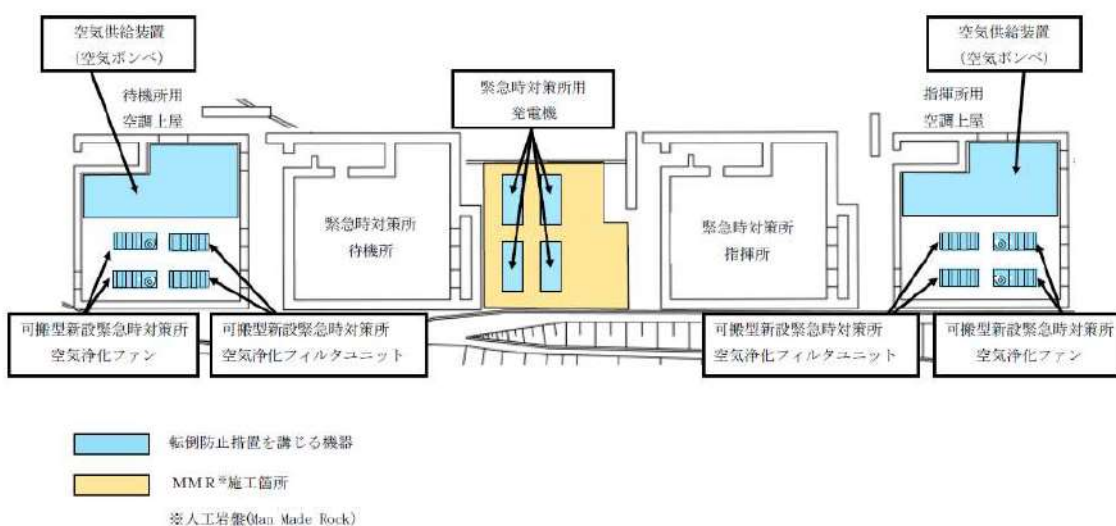 空気供給装置
(空気ボンベ)
空気供給装置
(空気ボンベ)
緊急時対策所用
発電機
待機所用
空調上屋
指揮所用
空調上屋
緊急時対策所
待機所
緊急時対策所
指揮所
可搬型新設緊急時対策所
空気浄化ファン
可搬型新設緊急時対策所
空気浄化フィルタユニット
可搬型新設緊急時対策所
空気浄化フィルタユニット
可搬型新設緊急時対策所
空気浄化ファン
転倒防止措置を講じる機器
MMR※施工箇所
※人工岩盤(Man Made Rock)